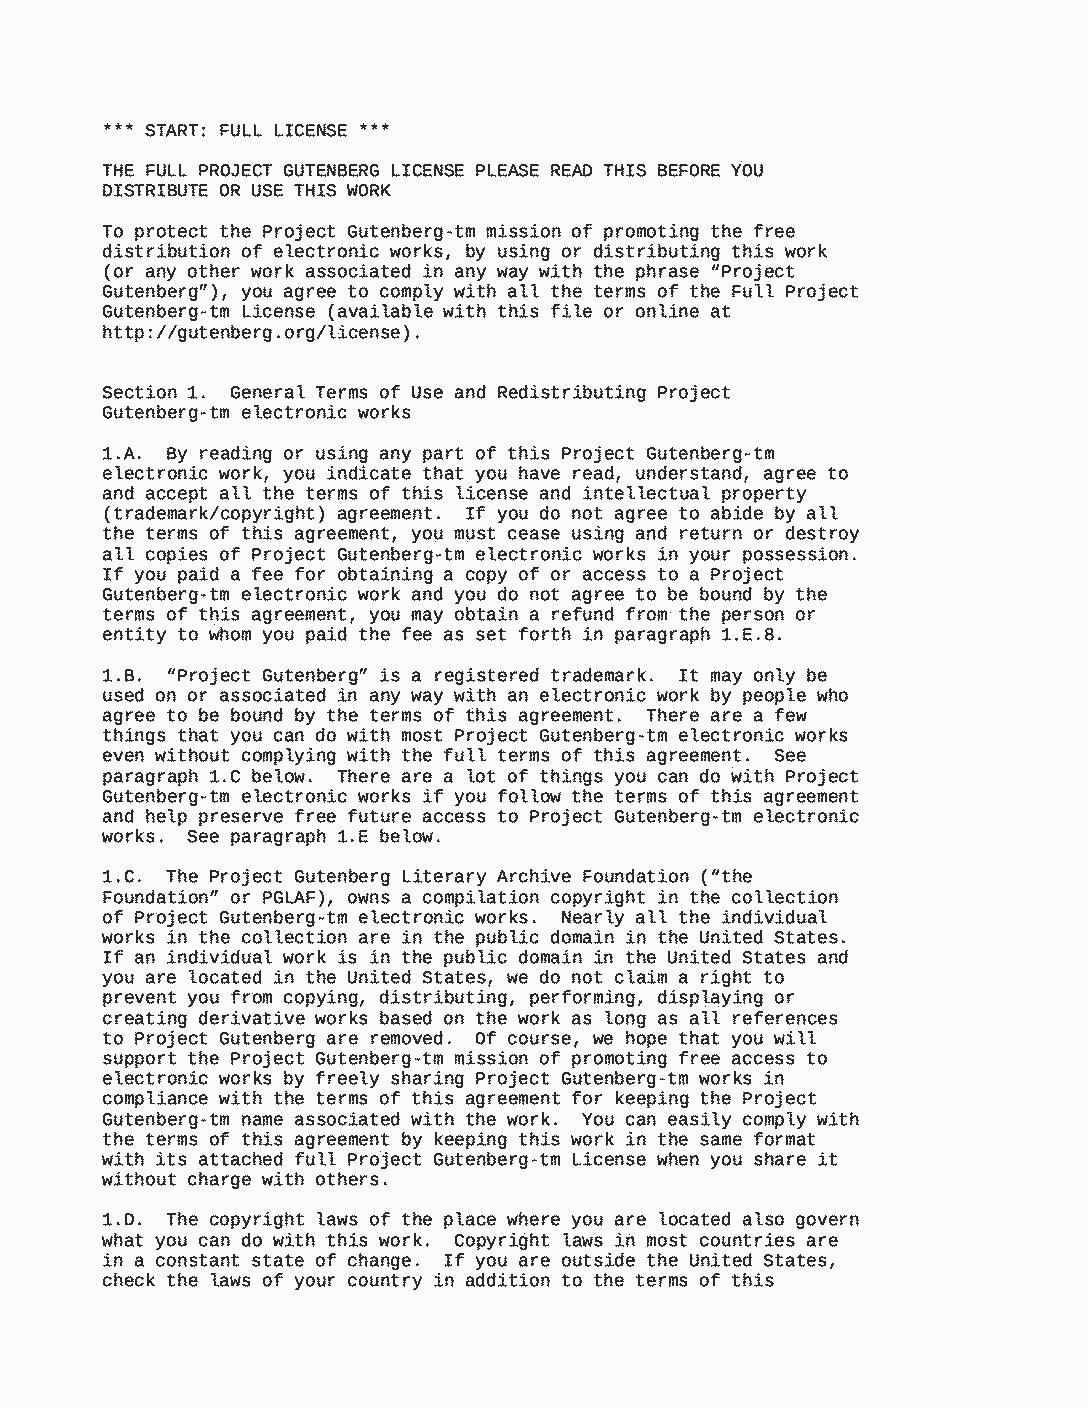 *** START: FULL LICENSE ***

THE FULL PROJECT GUTENBERG LICENSE PLEASE READ THIS BEFORE YOU
DISTRIBUTE OR USE THIS WORK

To protect the Project Gutenberg-tm mission of promoting the free
distribution of electronic works, by using or distributing this work
(or any other work associated in any way with the phrase “Project
Gutenberg”), you agree to comply with all the terms of the Full Project
Gutenberg-tm License (available with this file or online at
http://gutenberg.org/license).

Section 1.  General Terms of Use and Redistributing Project
Gutenberg-tm electronic works

1.A.  By reading or using any part of this Project Gutenberg-tm
electronic work, you indicate that you have read, understand, agree to
and accept all the terms of this license and intellectual property
(trademark/copyright) agreement.  If you do not agree to abide by all
the terms of this agreement, you must cease using and return or destroy
all copies of Project Gutenberg-tm electronic works in your possession.
If you paid a fee for obtaining a copy of or access to a Project
Gutenberg-tm electronic work and you do not agree to be bound by the
terms of this agreement, you may obtain a refund from the person or
entity to whom you paid the fee as set forth in paragraph 1.E.8.

1.B.  “Project Gutenberg” is a registered trademark.  It may only be
used on or associated in any way with an electronic work by people who
agree to be bound by the terms of this agreement.  There are a few
things that you can do with most Project Gutenberg-tm electronic works
even without complying with the full terms of this agreement.  See
paragraph 1.C below.  There are a lot of things you can do with Project
Gutenberg-tm electronic works if you follow the terms of this agreement
and help preserve free future access to Project Gutenberg-tm electronic
works.  See paragraph 1.E below.

1.C.  The Project Gutenberg Literary Archive Foundation (“the
Foundation” or PGLAF), owns a compilation copyright in the collection
of Project Gutenberg-tm electronic works.  Nearly all the individual
works in the collection are in the public domain in the United States.
If an individual work is in the public domain in the United States and
you are located in the United States, we do not claim a right to
prevent you from copying, distributing, performing, displaying or
creating derivative works based on the work as long as all references
to Project Gutenberg are removed.  Of course, we hope that you will
support the Project Gutenberg-tm mission of promoting free access to
electronic works by freely sharing Project Gutenberg-tm works in
compliance with the terms of this agreement for keeping the Project
Gutenberg-tm name associated with the work.  You can easily comply with
the terms of this agreement by keeping this work in the same format
with its attached full Project Gutenberg-tm License when you share it
without charge with others.

1.D.  The copyright laws of the place where you are located also govern
what you can do with this work.  Copyright laws in most countries are
in a constant state of change.  If you are outside the United States,
check the laws of your country in addition to the terms of this